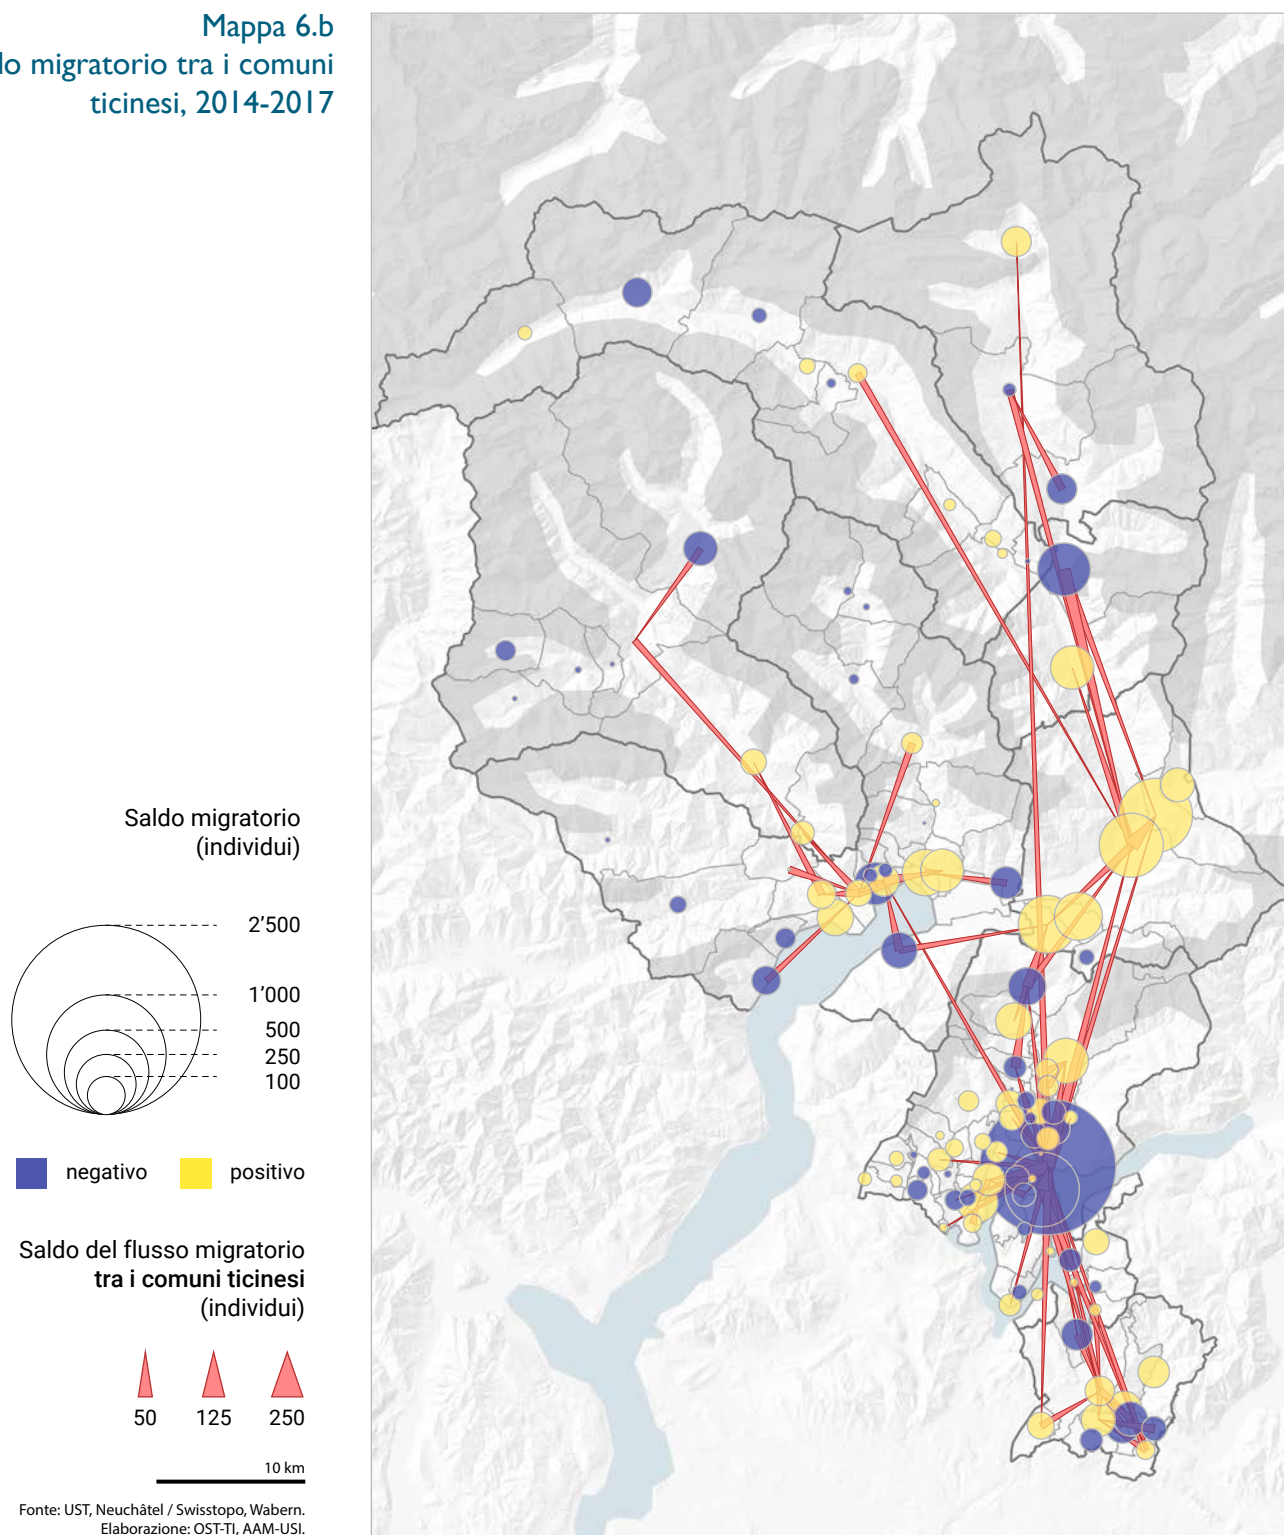 Mappa 6.b
do migratorio tra i comuni
ticinesi, 2014-2017
Saldo migratorio
(individui)
2’500
1’000
500
250
100
negativo
positivo
Saldo del flusso migratorio
tra i comuni ticinesi
(individui)
50
125
250
10 km
Fonte: UST, Neuchâtel / Swisstopo, Wabern.
Elaborazione: OST-TI, AAM-USI.